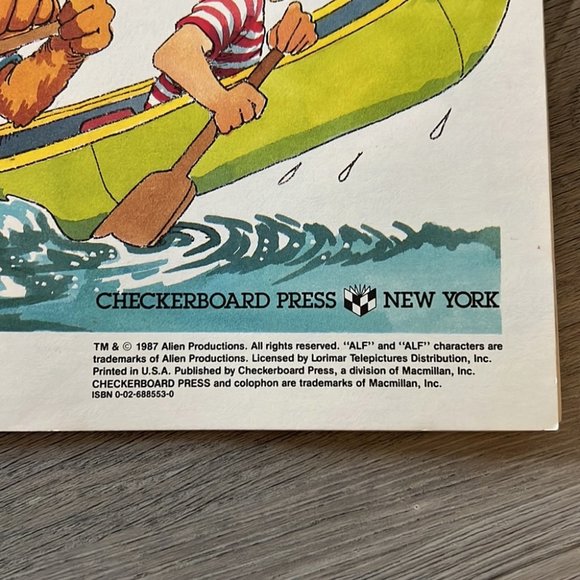 CHECKERBOARD PRESS NEW YORK
TM & © 1987 Alien Productions. All rights reserved. "ALF" and "ALF" characters are
trademarks of Alien Productions. Licensed by Lorimar Telepictures Distribution, Inc.
Printed in U.S.A. Published by Checkerboard Press, a division of Macmillan, Inc.
CHECKERBOARD PRESS and colophon are trademarks of Macmillan, Inc.
ISBN 0-02-688553-0